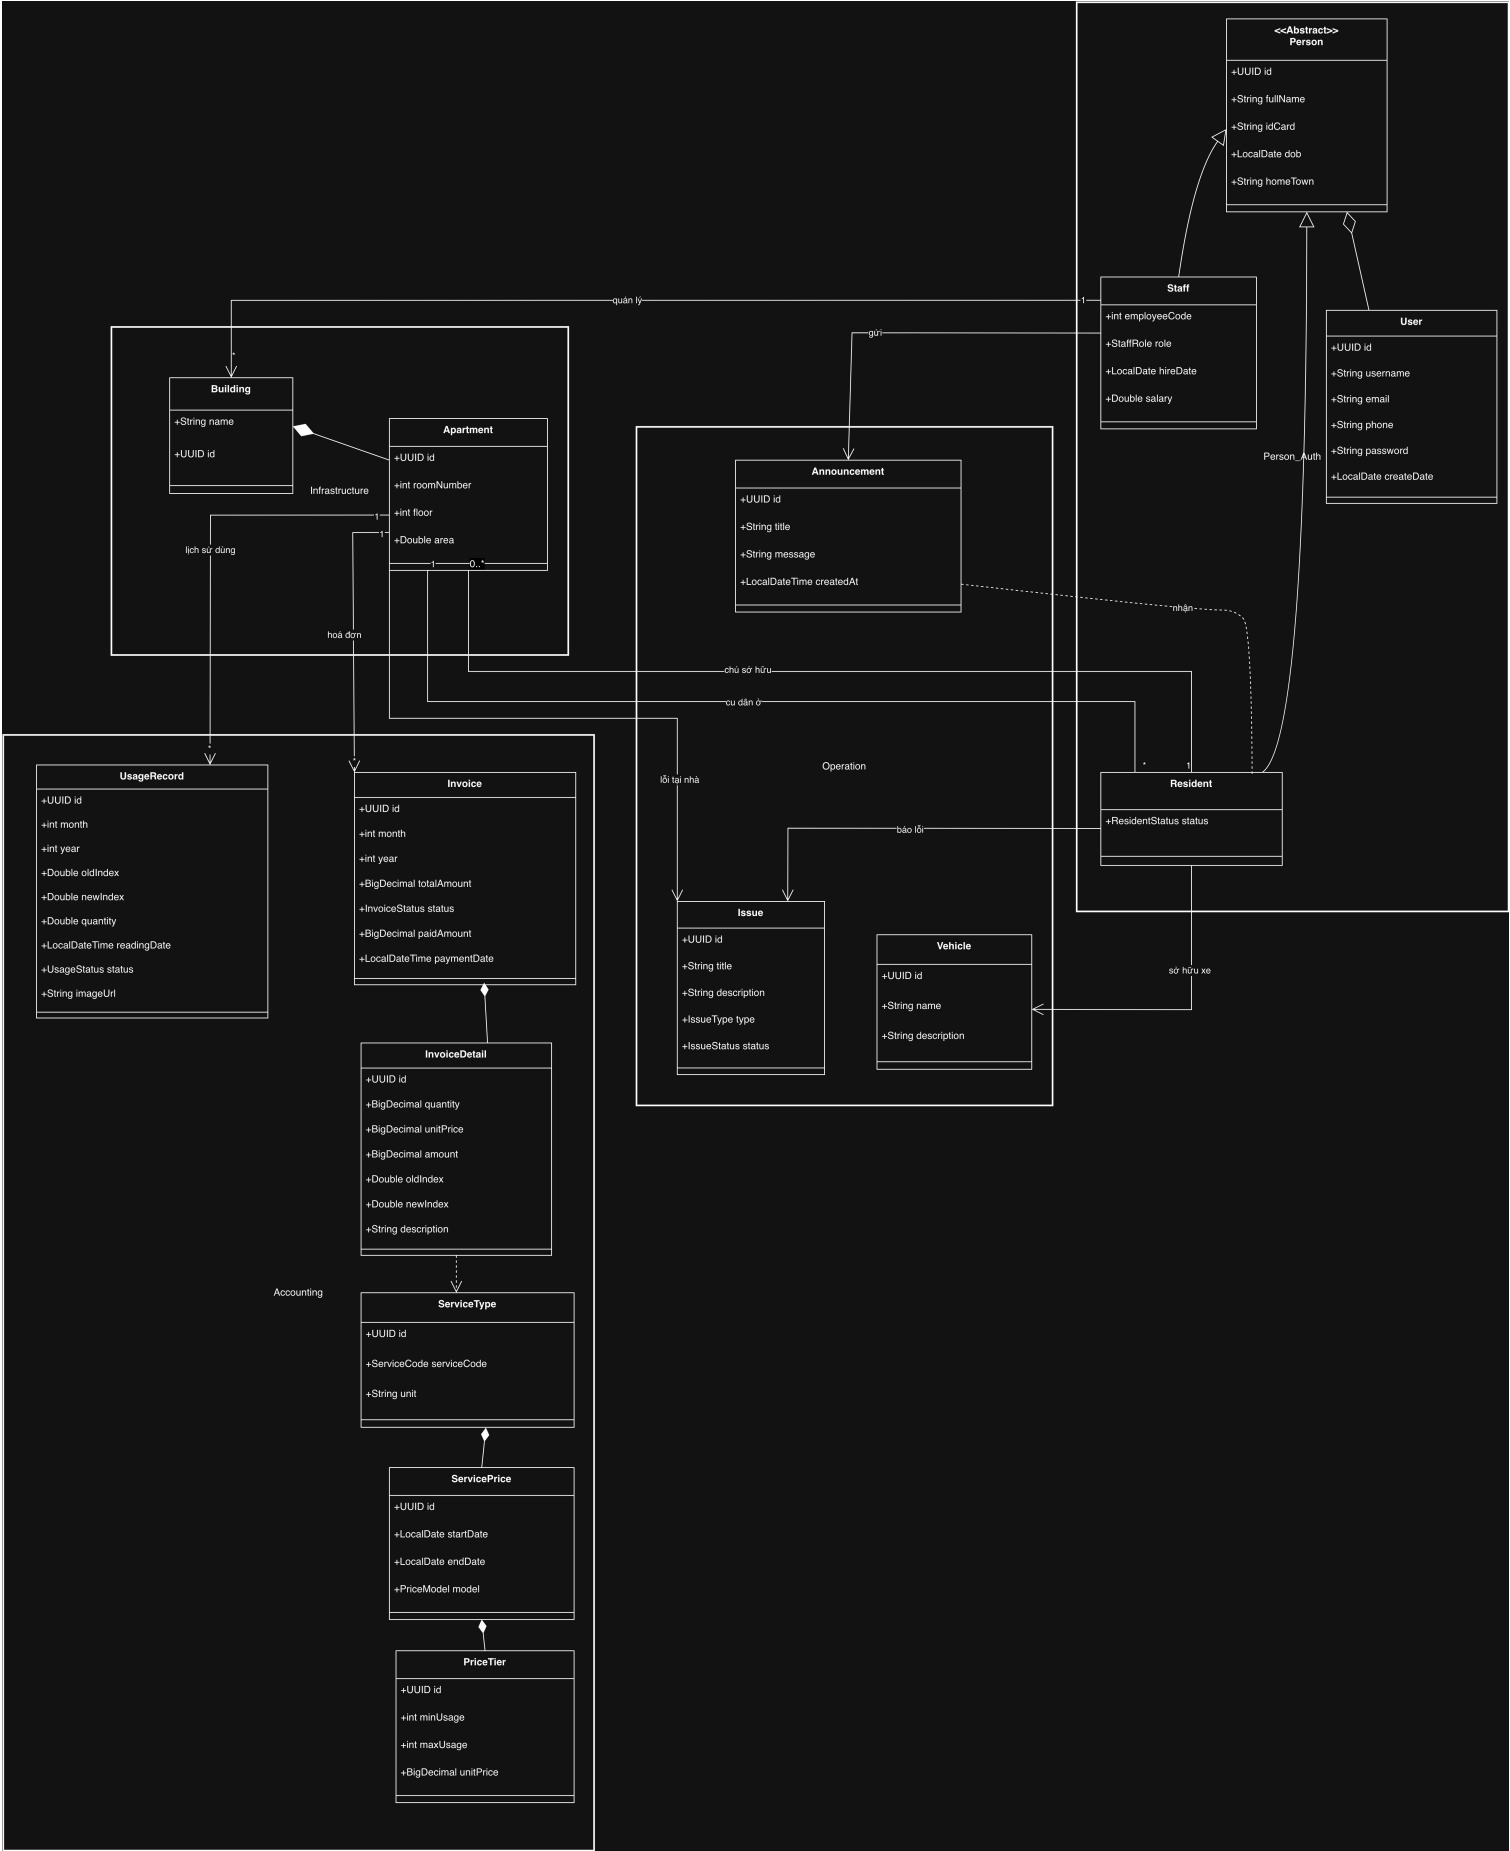 <<Abstract>>
Person
+UUID id
+String fullName
+String idCard
+LocalDate dob
+String homeTown
Staff
+int employeeCode
+StaffRole role
+LocalDate hireDate
+Double salary
User
+UUID id
+String username
+String email
+String phone
+String password
+LocalDate createDate
Person_Auth
quản lý
1
*
gửi
Building
+String name
+UUID id
Apartment
+UUID id
+int roomNumber
+int floor
+Double area
Infrastructure
1
1
1
0..*
lịch sử dùng
hoá đơn
Announcement
+UUID id
+String title
+String message
+LocalDateTime createdAt
nhận
chủ sở hữu
cư dân ở
lỗi tại nhà
Operation
*
1
Resident
+ResidentStatus status
báo lỗi
sở hữu xe
Issue
+UUID id
+String title
+String description
+IssueType type
+IssueStatus status
Vehicle
+UUID id
+String name
+String description
*
UsageRecord
+UUID id
+int month
+int year
+Double oldIndex
+Double newIndex
+Double quantity
+LocalDateTime readingDate
+UsageStatus status
+String imageUrl
*
Invoice
+UUID id
+int month
+int year
+BigDecimal totalAmount
+InvoiceStatus status
+BigDecimal paidAmount
+LocalDateTime paymentDate
InvoiceDetail
+UUID id
+BigDecimal quantity
+BigDecimal unitPrice
+BigDecimal amount
+Double oldIndex
+Double newIndex
+String description
Accounting
ServiceType
+UUID id
+ServiceCode serviceCode
+String unit
ServicePrice
+UUID id
+LocalDate startDate
+LocalDate endDate
+PriceModel model
PriceTier
+UUID id
+int minUsage
+int maxUsage
+BigDecimal unitPrice